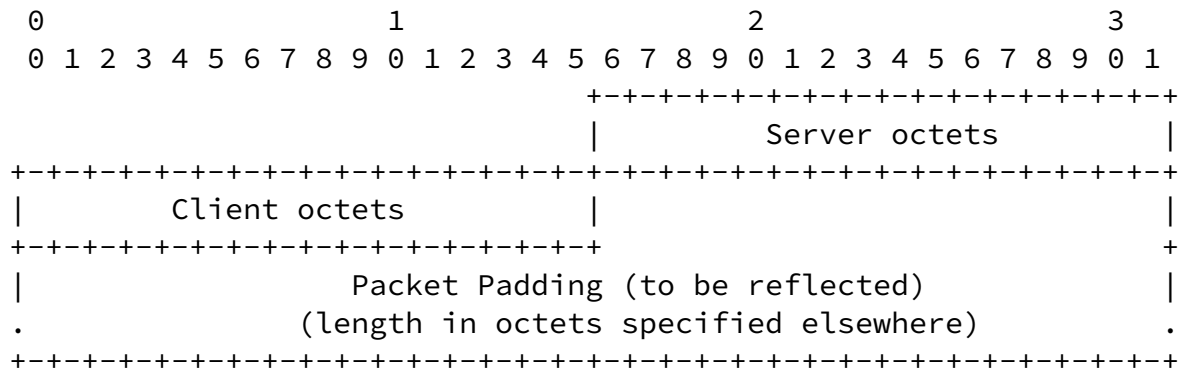 0                   1                   2                   3
 0 1 2 3 4 5 6 7 8 9 0 1 2 3 4 5 6 7 8 9 0 1 2 3 4 5 6 7 8 9 0 1
                                +-+-+-+-+-+-+-+-+-+-+-+-+-+-+-+-+
                                |         Server octets         |
+-+-+-+-+-+-+-+-+-+-+-+-+-+-+-+-+-+-+-+-+-+-+-+-+-+-+-+-+-+-+-+-+
|        Client octets          |                               |
+-+-+-+-+-+-+-+-+-+-+-+-+-+-+-+-+                               +
|                  Packet Padding (to be reflected)             |
.               (length in octets specified elsewhere)          .
+-+-+-+-+-+-+-+-+-+-+-+-+-+-+-+-+-+-+-+-+-+-+-+-+-+-+-+-+-+-+-+-+